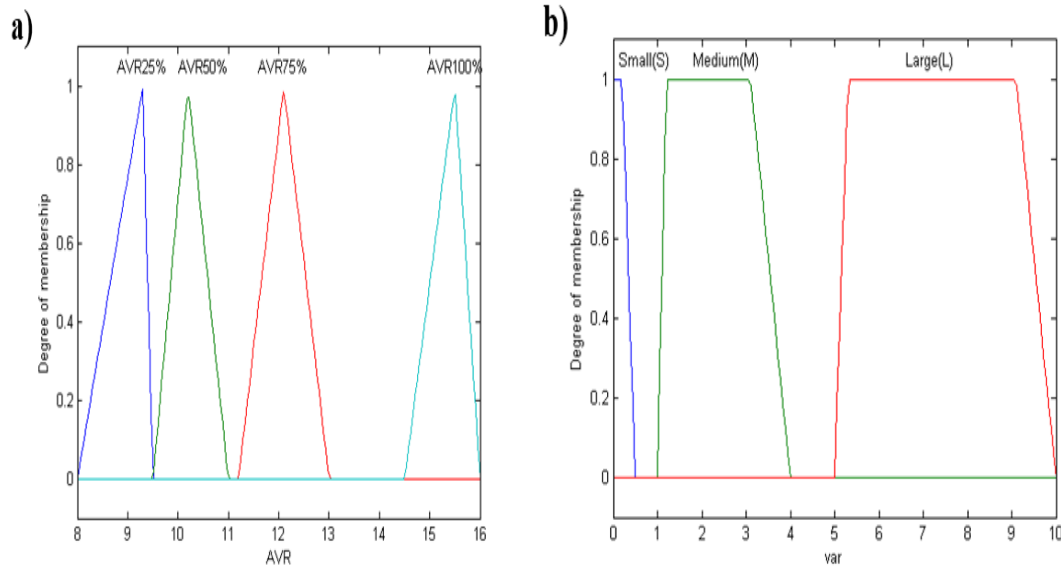 a)
AVR25% AVR50% AVR75% AVR100%
1
0.8
0.6
0.4
0.2
0
Degree of membership
8 9 10 11 12 13 14 15 16
AVR
b)
Small(S) Medium(M) Large(L)
1
0.8
0.6
0.4
0.2
0
Degree of membership
0 1 2 3 4 5 6 7 8 9 10
var